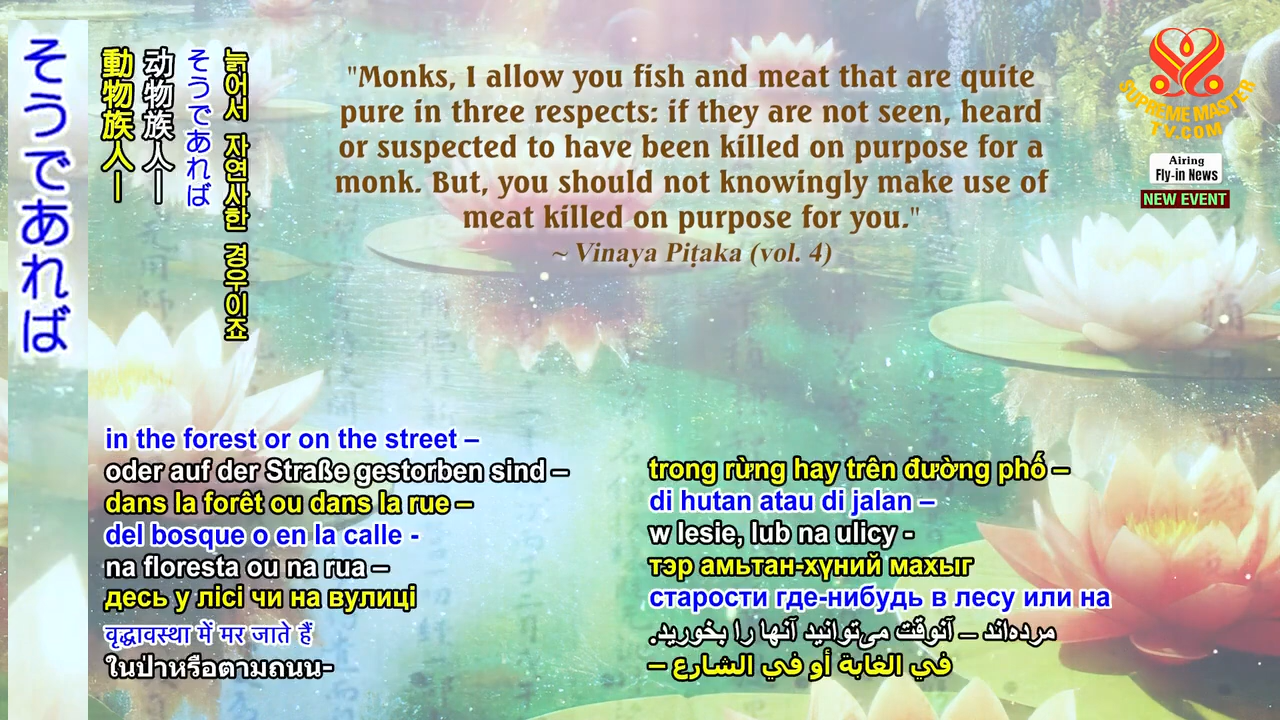 そうであれば
動物族人—
动物族人—
そうであれば
늙어서 자연사한 경우이죠
"Monks, I allow you fish and meat that are quite
pure in three respects: if they are not seen, heard
or suspected to have been killed on purpose for a
monk. But, you should not knowingly make use of
meat killed on purpose for you."
~ Vinaya Piṭaka (vol. 4)
SUPREME MASTER
TV.COM
Airing
Fly-in News
NEW EVENT
in the forest or on the street –
oder auf der Straße gestorben sind –
dans la forêt ou dans la rue –
del bosque o en la calle -
na floresta ou na rua –
десь у лісі чи на вулиці
वृद्धावस्था में मर जाते हैं
ในป่าหรือตามถนน-
trong rừng hay trên đường phố –
di hutan atau di jalan –
w lesie, lub na ulicy -
тэр амьтан-хүний махыг
старости где-нибудь в лесу или на
مرده‌اند – آنوقت می‌توانید آنها را بخورید.
في الغابة أو في الشارع –